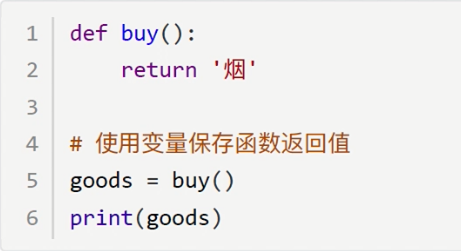 1 def buy():
2     return '烟'
3
4 # 使用变量保存函数返回值
5 goods = buy()
6 print(goods)